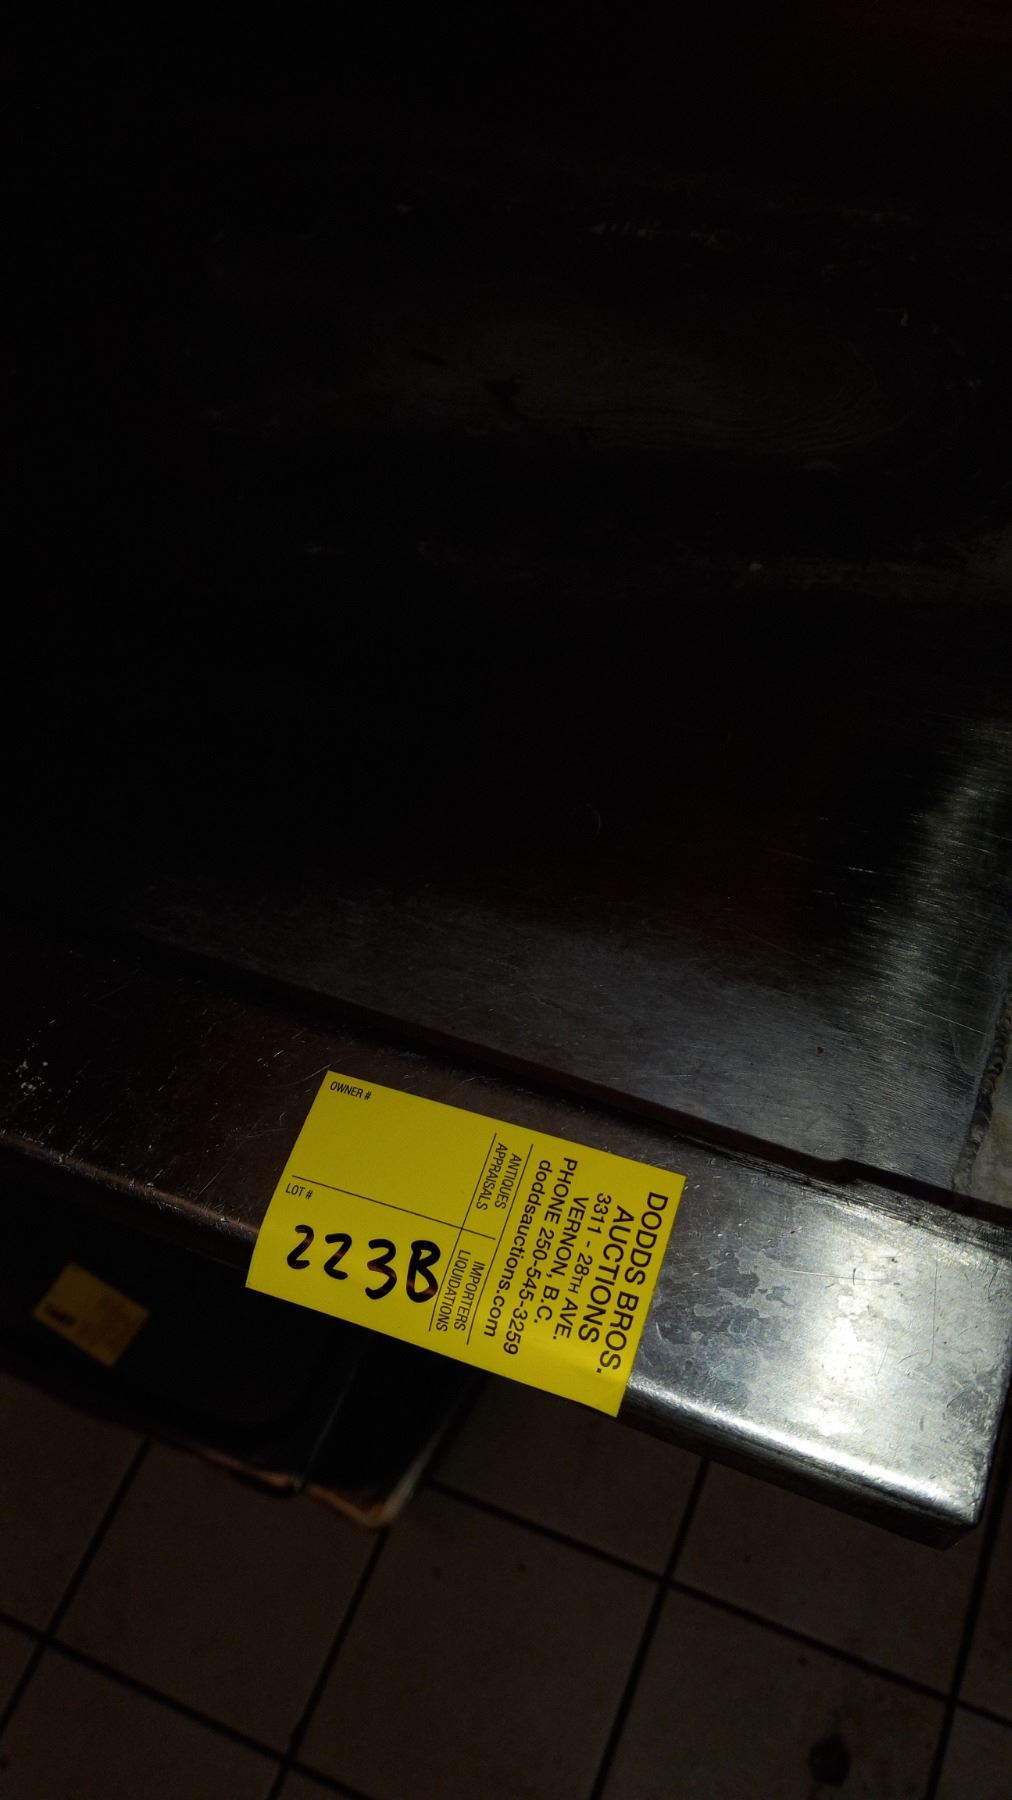 DODDS BROS.
AUCTIONS
3311 - 28TH AVE.
VERNON, B.C.
PHONE 250-545-3259
doddsauctions.com
ANTIQUES
APPRAISALS
IMPORTERS
LIQUIDATIONS
OWNER #
LOT #
223B